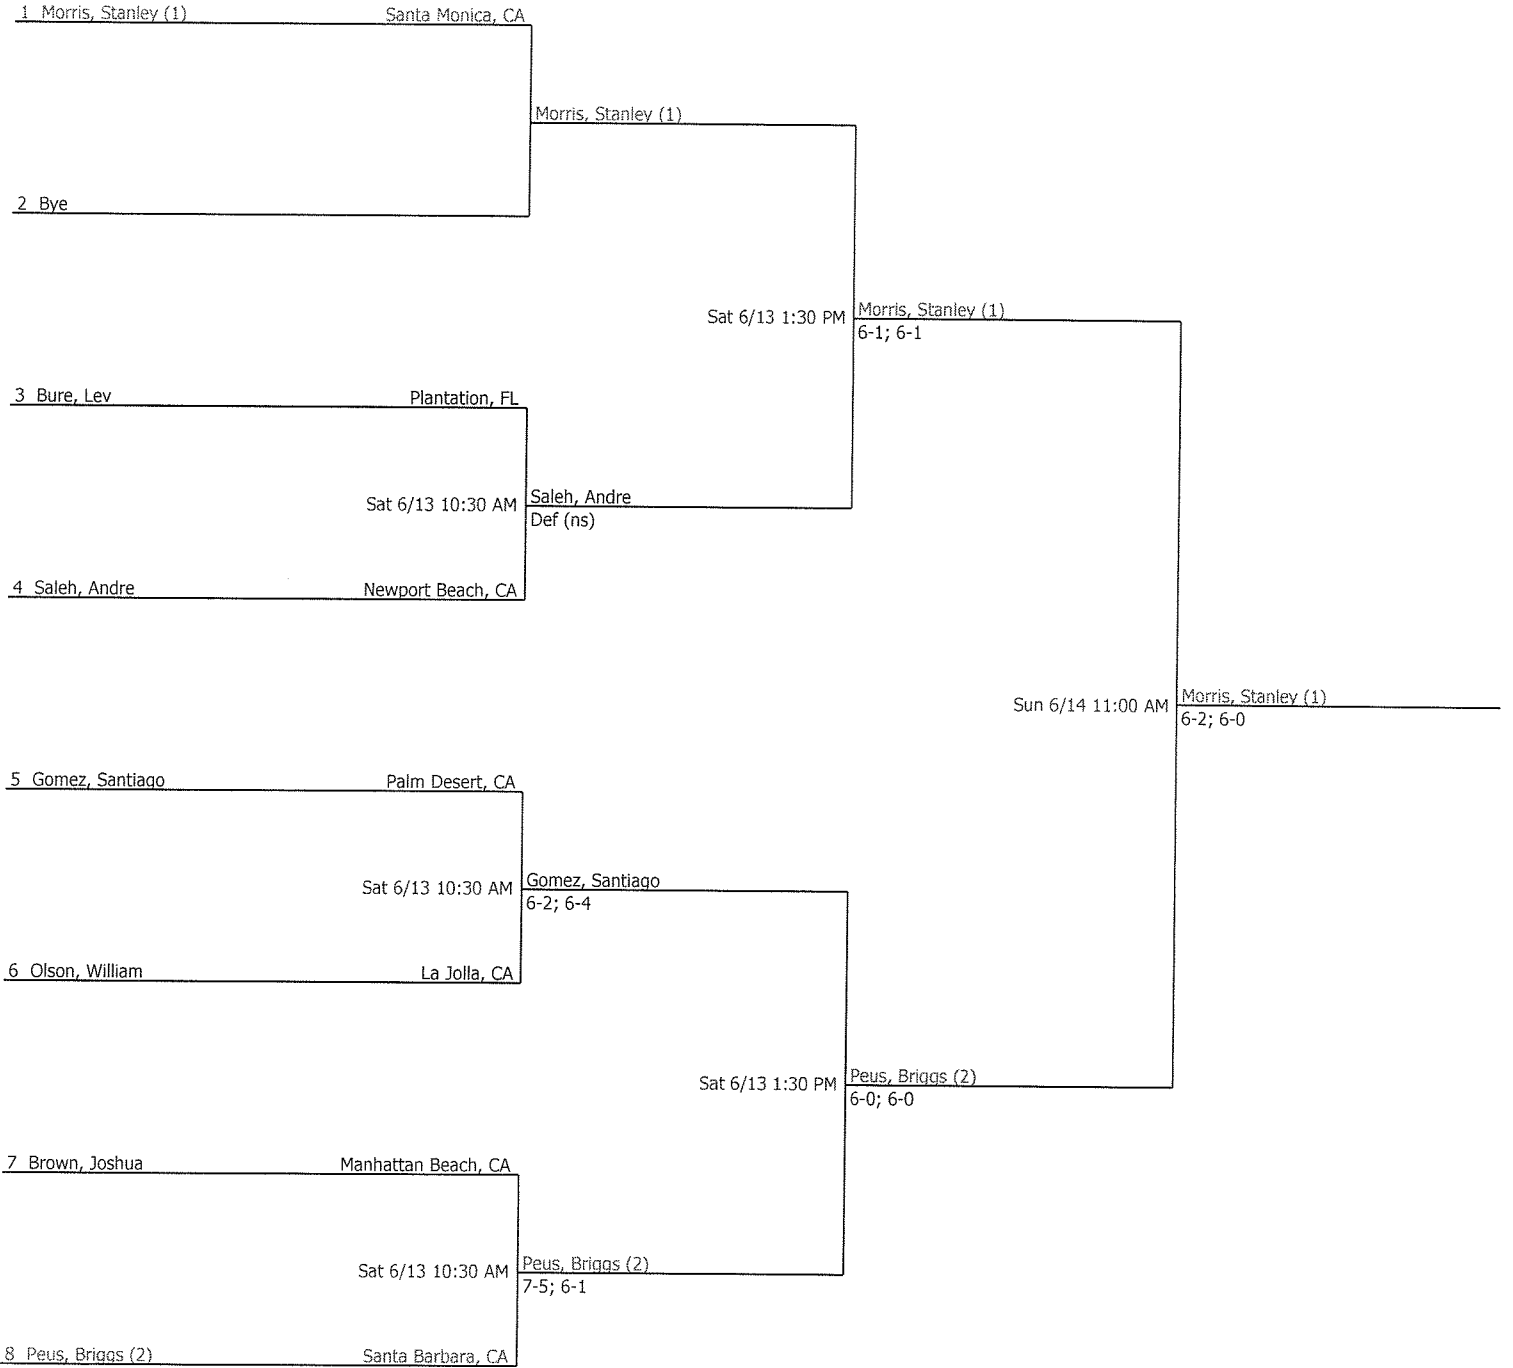 1 Morris, Stanley (1) Santa Monica, CA
Morris, Stanley (1)
2 Bye
Sat 6/13 1:30 PM Morris, Stanley (1)
6-1; 6-1
3 Bure, Lev Plantation, FL
Sat 6/13 10:30 AM Saleh, Andre
Def (ns)
4 Saleh, Andre Newport Beach, CA
Sun 6/14 11:00 AM Morris, Stanley (1)
6-2; 6-0
5 Gomez, Santiago Palm Desert, CA
Sat 6/13 10:30 AM Gomez, Santiago
6-2; 6-4
6 Olson, William La Jolla, CA
Sat 6/13 1:30 PM Peus, Briggs (2)
6-0; 6-0
7 Brown, Joshua Manhattan Beach, CA
Sat 6/13 10:30 AM Peus, Briggs (2)
7-5; 6-1
8 Peus, Briggs (2) Santa Barbara, CA